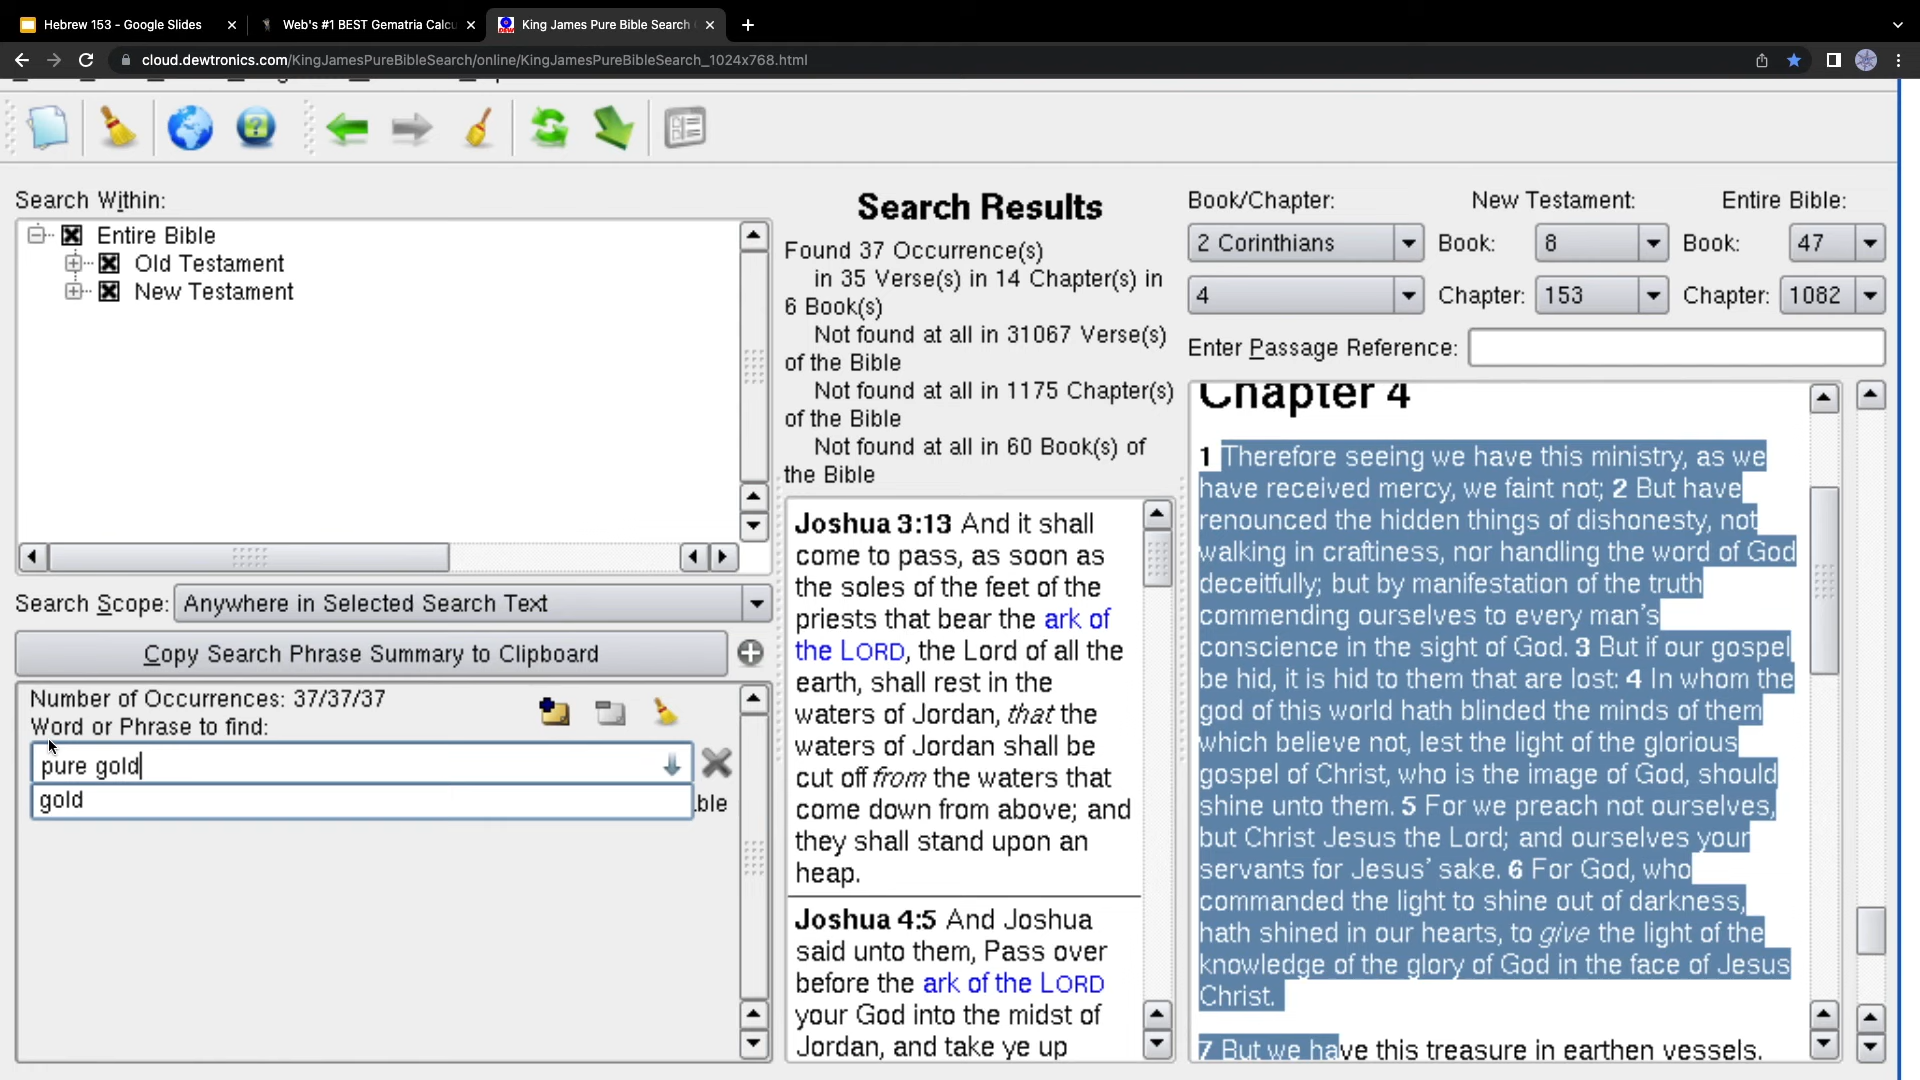 Hebrew 153 - Google Slides
Web's #1 BEST Gematria Calcu
King James Pure Bible Search
cloud.dewtronics.com/KingJamesPureBibleSearch/online/KingJamesPureBibleSearch_1024x768.html
Search Within:
Entire Bible
Old Testament
New Testament
Search Scope: Anywhere in Selected Search Text
Copy Search Phrase Summary to Clipboard
Number of Occurrences: 37/37/37
Word or Phrase to find:
pure gold
gold
ble
Search Results
Found 37 Occurrence(s)
in 35 Verse(s) in 14 Chapter(s) in
6 Book(s)
Not found at all in 31067 Verse(s)
of the Bible
Not found at all in 1175 Chapter(s)
of the Bible
Not found at all in 60 Book(s) of
the Bible
Joshua 3:13 And it shall
come to pass, as soon as
the soles of the feet of the
priests that bear the ark of
the LORD, the Lord of all the
earth, shall rest in the
waters of Jordan, that the
waters of Jordan shall be
cut off from the waters that
come down from above; and
they shall stand upon an
heap.
Joshua 4:5 And Joshua
said unto them, Pass over
before the ark of the LORD
your God into the midst of
Jordan, and take ye up
Book/Chapter: New Testament: Entire Bible:
2 Corinthians Book: 8 Book: 47
4 Chapter: 153 Chapter: 1082
Enter Passage Reference:
Chapter 4
1 Therefore seeing we have this ministry, as we
have received mercy, we faint not; 2 But have
renounced the hidden things of dishonesty, not
walking in craftiness, nor handling the word of God
deceitfully; but by manifestation of the truth
commending ourselves to every man's
conscience in the sight of God. 3 But if our gospel
be hid, it is hid to them that are lost: 4 In whom the
god of this world hath blinded the minds of them
which believe not, lest the light of the glorious
gospel of Christ, who is the image of God, should
shine unto them. 5 For we preach not ourselves,
but Christ Jesus the Lord; and ourselves your
servants for Jesus' sake. 6 For God, who
commanded the light to shine out of darkness,
hath shined in our hearts, to give the light of the
knowledge of the glory of God in the face of Jesus
Christ.
7 But we have this treasure in earthen vessels,